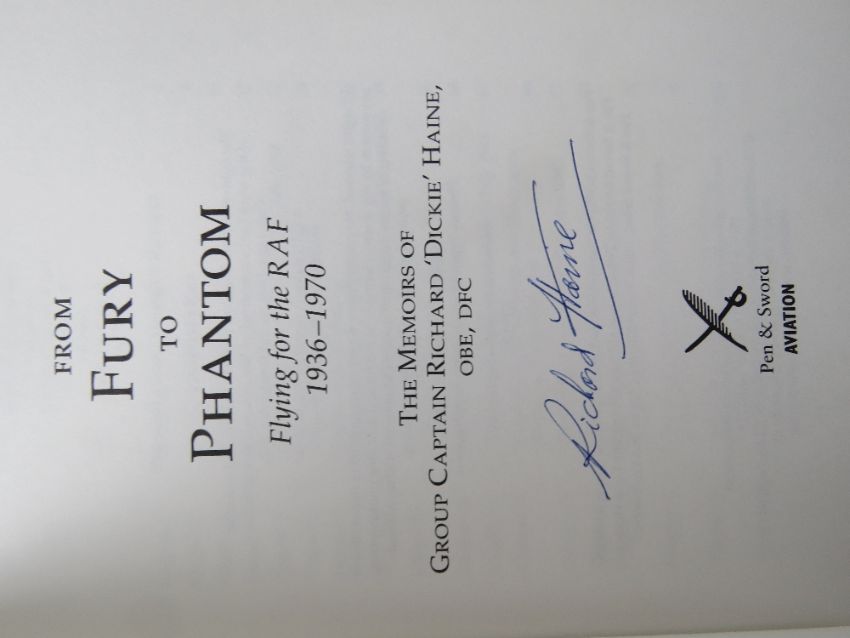 FROM
FURY
TO
PHANTOM
Flying for the RAF
1936–1970
THE MEMOIRS OF
GROUP CAPTAIN RICHARD 'DICKIE' HAINE,
OBE, DFC
Richard Haine
Pen & Sword
AVIATION